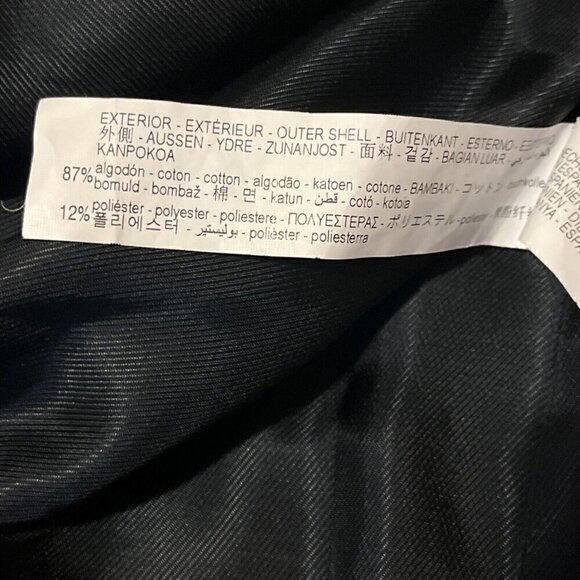 EXTERIOR - EXTÉRIEUR - OUTER SHELL - BUITENKANT - ESTERNO -
外側 - AUSSEN - YDRE - ZUNANJOST - 面料 - 겉감 - BAGIAN LUAR -
KANPOKOA
87% algodón - coton - cotton - algodão - katoen - cotone - ΒΑΜΒΑΚΙ - コットン
bomuld - bombaž - 棉 - 면 - katun - قطن - cotó - kotoia
12% poliéster - polyester - poliestere - ΠΟΛΥΕΣΤΕΡΑΣ - ポリエステル -
폴리에스터 - بوليستير - polièster - poliesterra